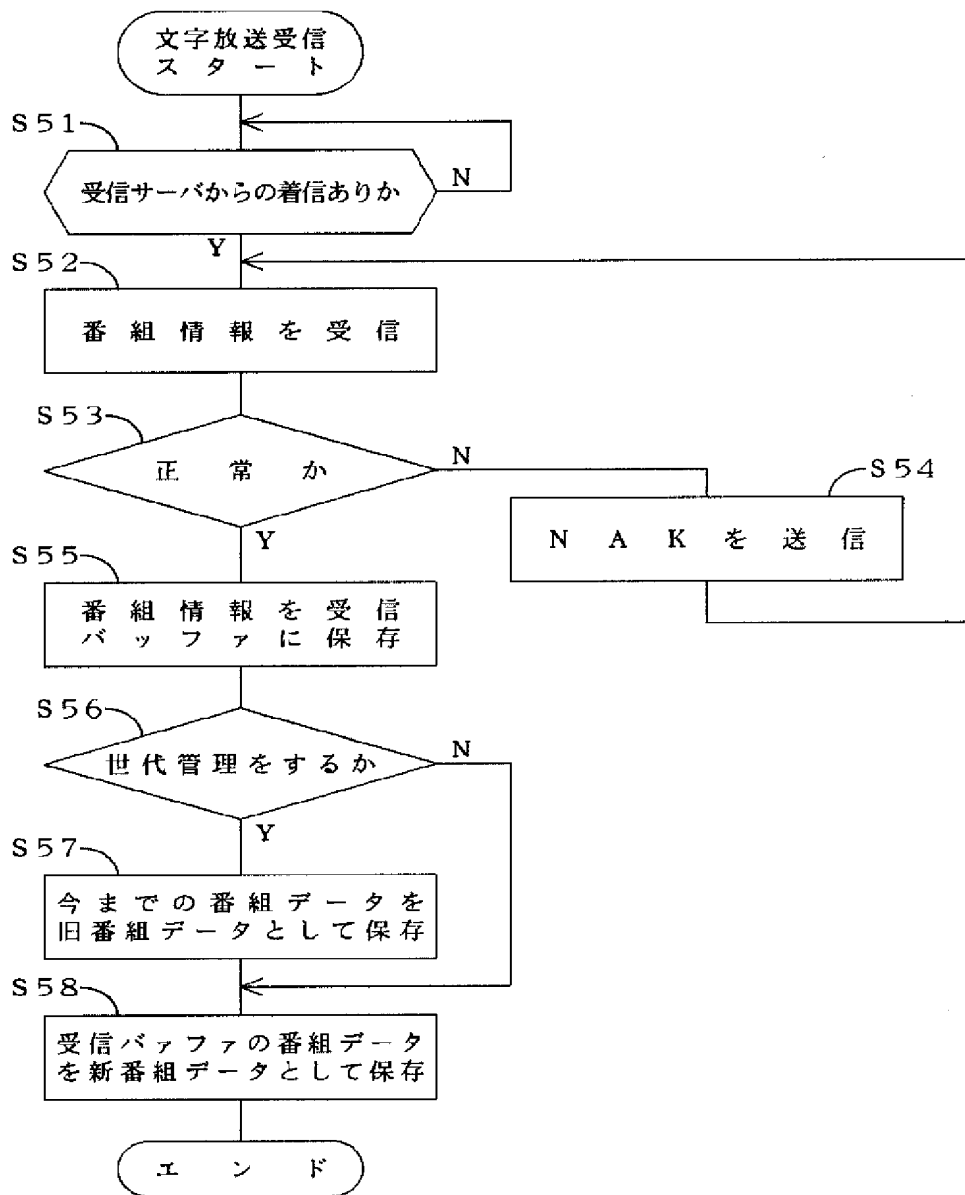 文字放送受信
スタート
S51
受信サーバからの着信ありか
N
Y
S52
番組情報を受信
S53
正常か
N
S54
NAKを送信
Y
S55
番組情報を受信
バッファに保存
S56
世代管理をするか
N
Y
S57
今までの番組データを
旧番組データとして保存
S58
受信バァファの番組データ
を新番組データとして保存
エンド